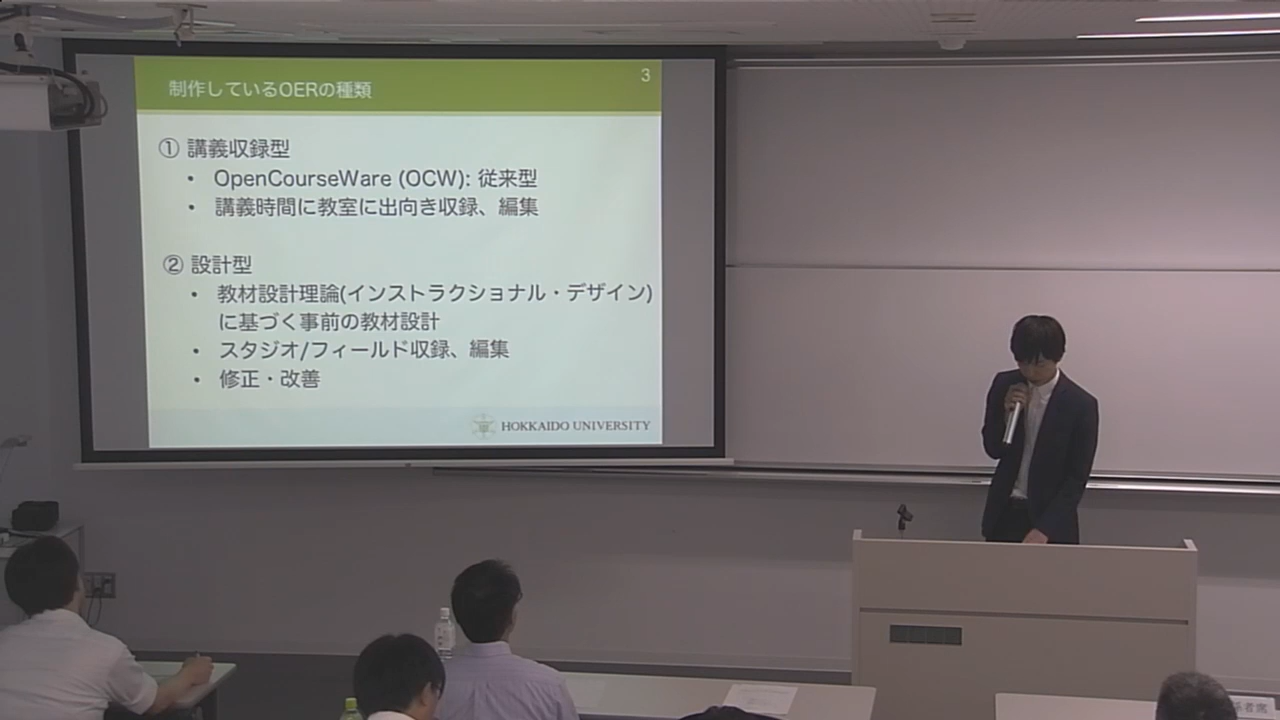 制作しているOERの種類
3
① 講義収録型
• OpenCourseWare (OCW): 従来型
• 講義時間に教室に出向き収録、編集
② 設計型
• 教材設計理論(インストラクショナル・デザイン)
に基づく事前の教材設計
• スタジオ/フィールド収録、編集
• 修正・改善
HOKKAIDO UNIVERSITY
係者席